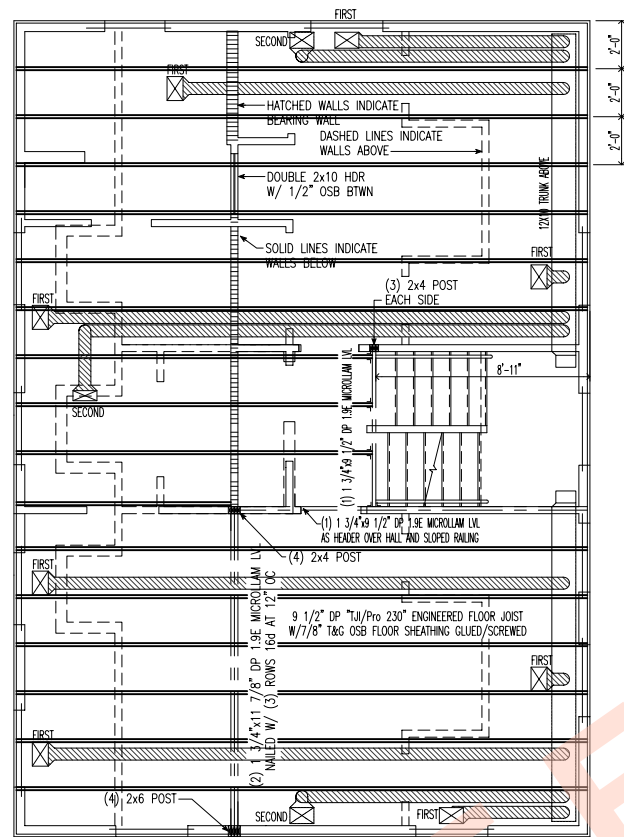 FIRST
SECOND
2'-0"
FIRST
2'-0"
HATCHED WALLS INDICATE
BEARING WALL
DASHED LINES INDICATE
WALLS ABOVE
2'-0"
DOUBLE 2x10 HDR
W/ 1/2" OSB BTWN
12X10 TRUNK ABOVE
SOLID LINES INDICATE
WALLS BELOW
FIRST
(3) 2x4 POST
EACH SIDE
FIRST
8'-11"
SECOND
(1) 1 3/4"x9 1/2" DP 1.9E MICROLLAM LVL
(1) 1 3/4"x9 1/2" DP 1.9E MICROLLAM LVL
AS HEADER OVER HALL AND SLOPED RAILING
(4) 2x4 POST
FIRST
9 1/2" DP "TJI/Pro 230" ENGINEERED FLOOR JOIST
W/7/8" T&G OSB FLOOR SHEATHING GLUED/SCREWED
FIRST
(2) 1 3/4"x11 7/8" DP 1.9E MICROLLAM LVL
NAILED W/ (3) ROWS 16d AT 12" OC
FIRST
(4) 2x6 POST
SECOND
FIRST